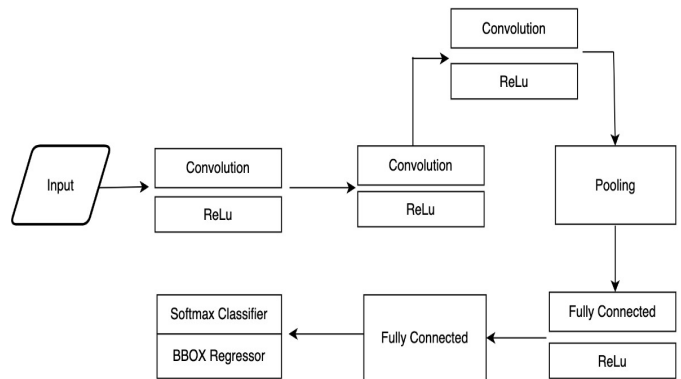 Convolution
ReLu
Input
Convolution
ReLu
Convolution
ReLu
Pooling
Softmax Classifier
BBOX Regressor
Fully Connected
Fully Connected
ReLu